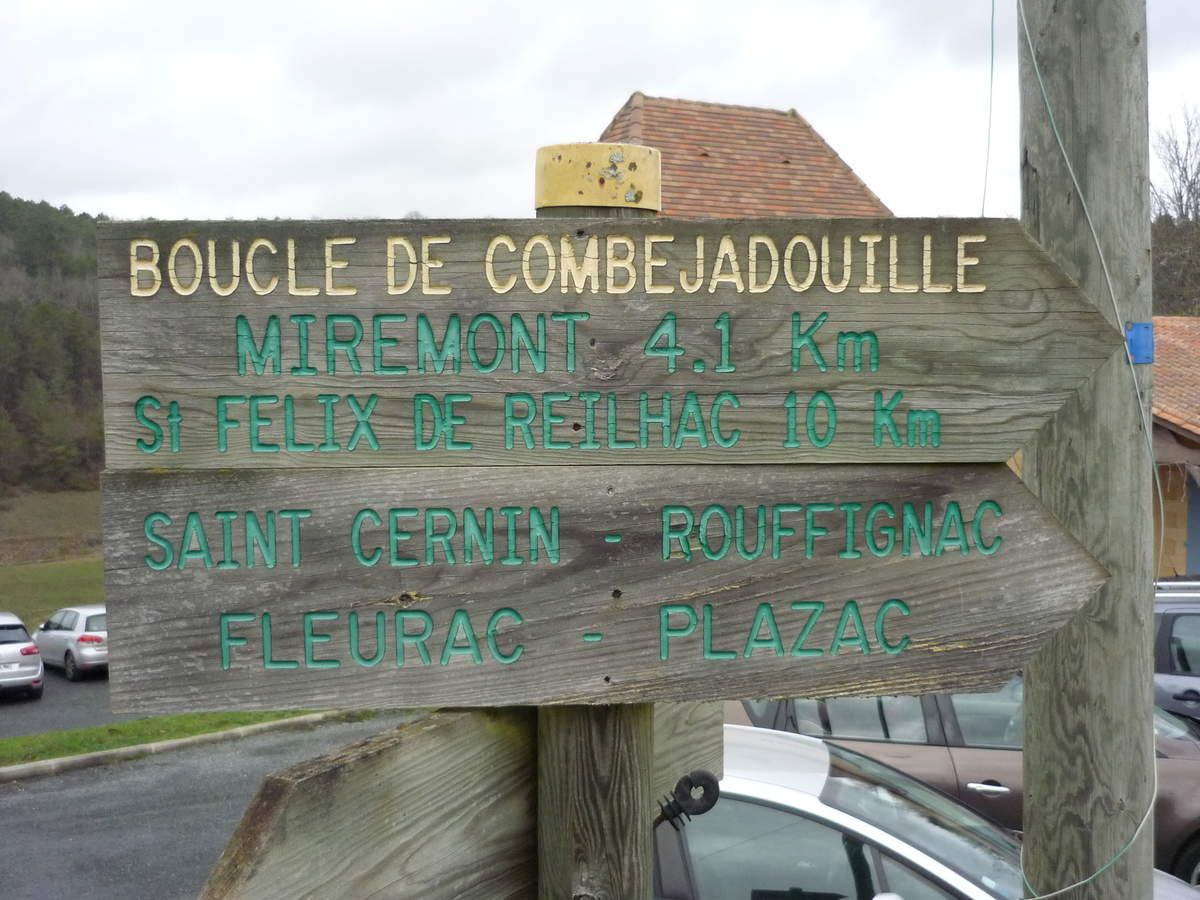 BOUCLE DE COMBEJADOUILLE
MIREMONT 4.1 Km
St FELIX DE REILHAC 10 Km
SAINT CERNIN - ROUFFIGNAC
FLEURAC - PLAZAC